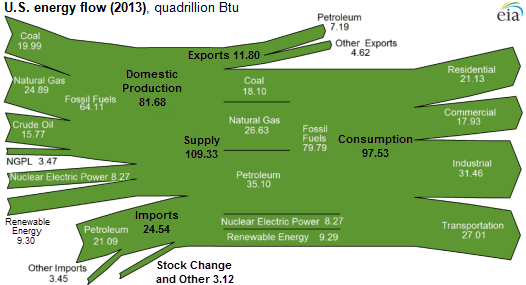 U.S. energy flow (2013), quadrillion Btu
eia
Coal
19.99
Natural Gas
24.89
Fossil Fuels
64.11
Crude Oil
15.77
NGPL 3.47
Nuclear Electric Power 8.27
Renewable
Energy
9.30
Domestic
Production
81.68
Imports
24.54
Petroleum
21.09
Other Imports
3.45
Stock Change
and Other 3.12
Supply
109.33
Exports 11.80
Petroleum
7.19
Other Exports
4.62
Coal
18.10
Natural Gas
26.63
Petroleum
35.10
Fossil
Fuels
79.79
Nuclear Electric Power 8.27
Renewable Energy 9.29
Consumption
97.53
Residential
21.13
Commercial
17.93
Industrial
31.46
Transportation
27.01